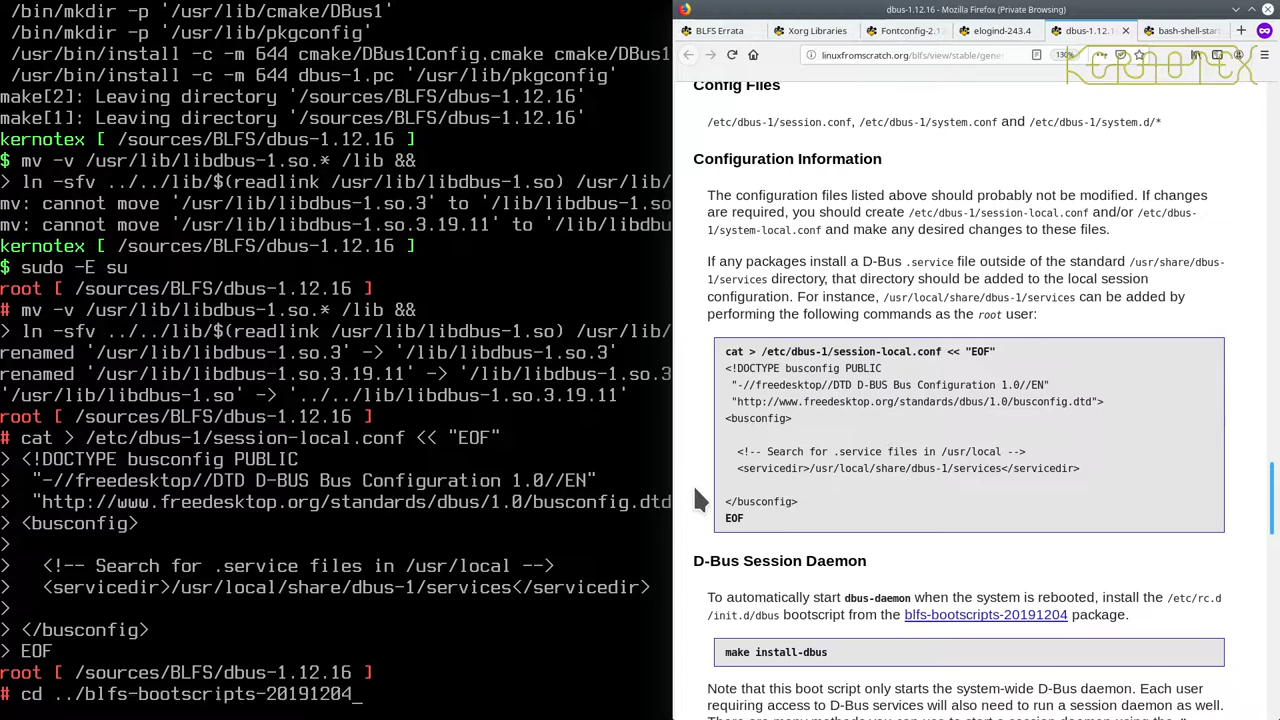 /bin/mkdir -p '/usr/lib/cmake/DBus1'
/bin/mkdir -p '/usr/lib/pkgconfig'
/usr/bin/install -c -m 644 cmake/DBus1Config.cmake cmake/DBus1
/usr/bin/install -c -m 644 dbus-1.pc '/usr/lib/pkgconfig'
make[2]: Leaving directory '/sources/BLFS/dbus-1.12.16'
make[1]: Leaving directory '/sources/BLFS/dbus-1.12.16'
kernotex [ /sources/BLFS/dbus-1.12.16 ]
$ mv -v /usr/lib/libdbus-1.so.* /lib &&
> ln -sfv ../../lib/$(readlink /usr/lib/libdbus-1.so) /usr/lib/
mv: cannot move '/usr/lib/libdbus-1.so.3' to '/lib/libdbus-1.so
mv: cannot move '/usr/lib/libdbus-1.so.3.19.11' to '/lib/libdbu
kernotex [ /sources/BLFS/dbus-1.12.16 ]
$ sudo -E su
root [ /sources/BLFS/dbus-1.12.16 ]
# mv -v /usr/lib/libdbus-1.so.* /lib &&
> ln -sfv ../../lib/$(readlink /usr/lib/libdbus-1.so) /usr/lib/
renamed '/usr/lib/libdbus-1.so.3' -> '/lib/libdbus-1.so.3'
renamed '/usr/lib/libdbus-1.so.3.19.11' -> '/lib/libdbus-1.so.3
'/usr/lib/libdbus-1.so' -> '../../lib/libdbus-1.so.3.19.11'
root [ /sources/BLFS/dbus-1.12.16 ]
# cat > /etc/dbus-1/session-local.conf << "EOF"
> <!DOCTYPE busconfig PUBLIC
>  "-//freedesktop//DTD D-BUS Bus Configuration 1.0//EN"
>  "http://www.freedesktop.org/standards/dbus/1.0/busconfig.dtd
> <busconfig>
>
>   <!-- Search for .service files in /usr/local -->
>   <servicedir>/usr/local/share/dbus-1/services</servicedir>
>
> </busconfig>
> EOF
root [ /sources/BLFS/dbus-1.12.16 ]
# cd ../blfs-bootscripts-20191204_
dbus-1.12.16 - Mozilla Firefox (Private Browsing)
BLFS Errata
Xorg Libraries
Fontconfig-2.1
elogind-243.4
dbus-1.12.1
bash-shell-star
linuxfromscratch.org/blfs/view/stable/gene
130%
KERNOTEX
Config Files
/etc/dbus-1/session.conf, /etc/dbus-1/system.conf and /etc/dbus-1/system.d/*
Configuration Information
The configuration files listed above should probably not be modified. If changes
are required, you should create /etc/dbus-1/session-local.conf and/or /etc/dbus-
1/system-local.conf and make any desired changes to these files.
If any packages install a D-Bus .service file outside of the standard /usr/share/dbus-
1/services directory, that directory should be added to the local session
configuration. For instance, /usr/local/share/dbus-1/services can be added by
performing the following commands as the root user:
cat > /etc/dbus-1/session-local.conf << "EOF"
<!DOCTYPE busconfig PUBLIC
"-//freedesktop//DTD D-BUS Bus Configuration 1.0//EN"
"http://www.freedesktop.org/standards/dbus/1.0/busconfig.dtd">
<busconfig>
<!-- Search for .service files in /usr/local -->
<servicedir>/usr/local/share/dbus-1/services</servicedir>
</busconfig>
EOF
D-Bus Session Daemon
To automatically start dbus-daemon when the system is rebooted, install the /etc/rc.d
/init.d/dbus bootscript from the blfs-bootscripts-20191204 package.
make install-dbus
Note that this boot script only starts the system-wide D-Bus daemon. Each user
requiring access to D-Bus services will also need to run a session daemon as well.